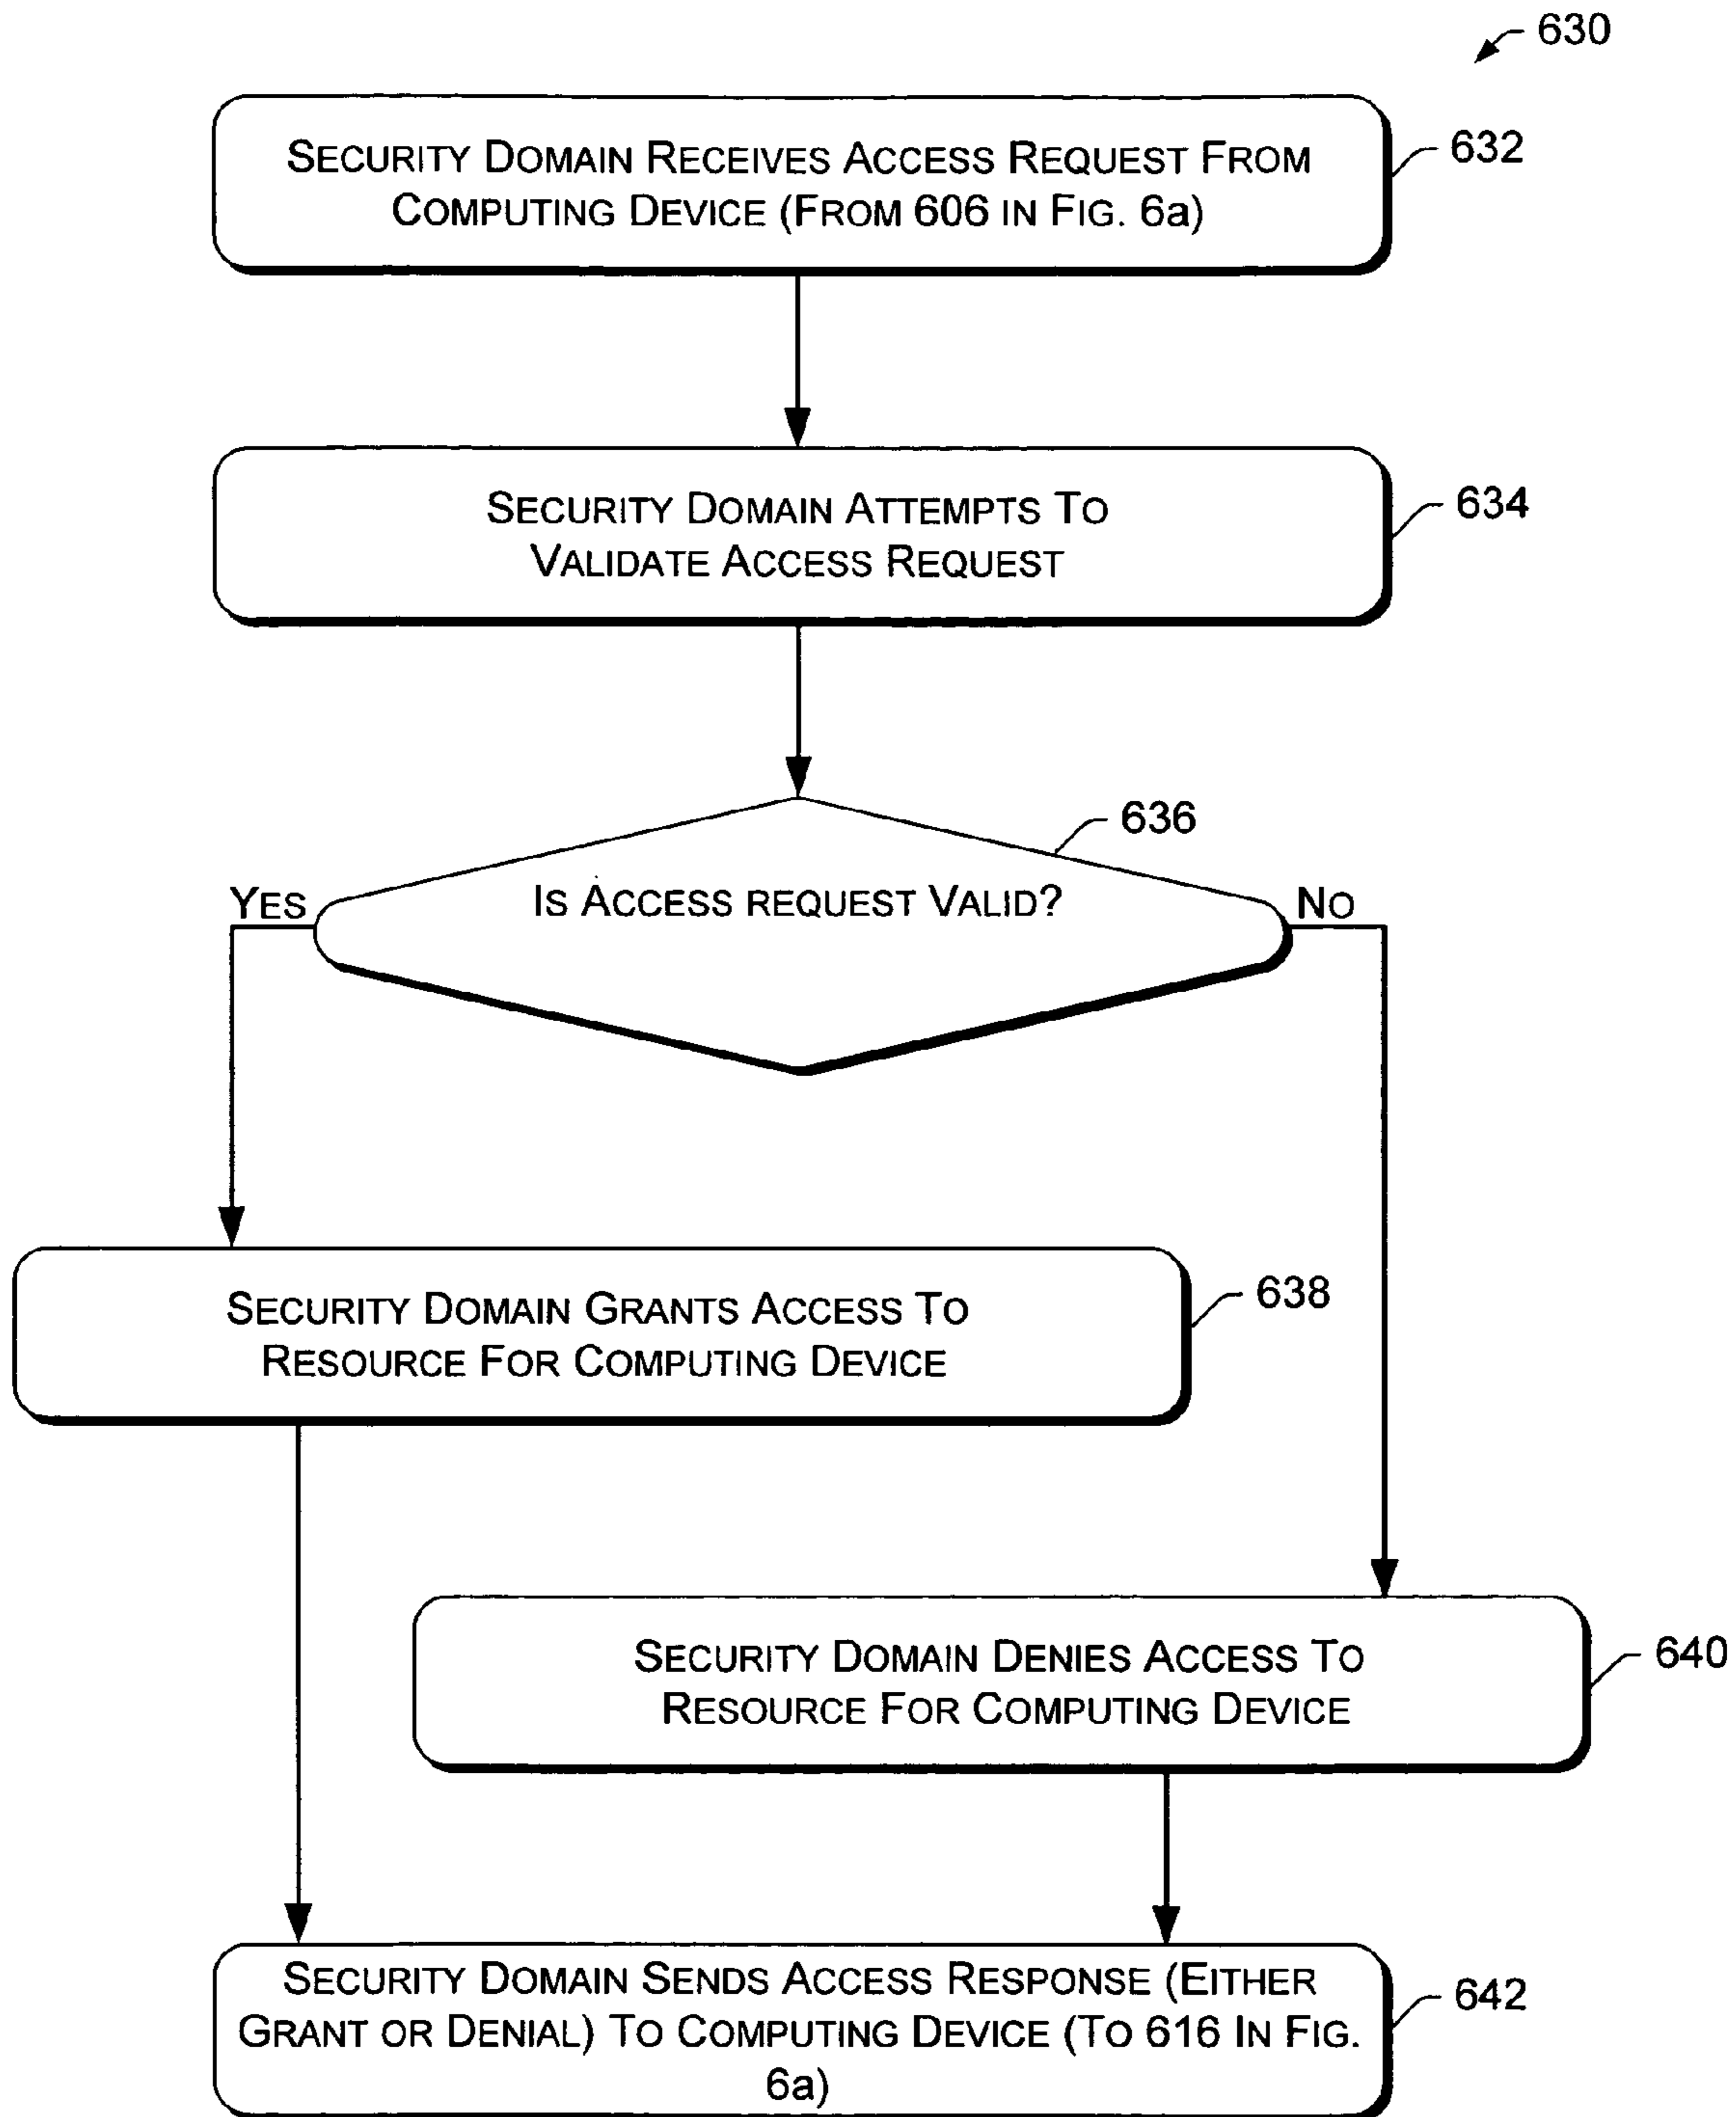 630
SECURITY DOMAIN RECEIVES ACCESS REQUEST FROM
COMPUTING DEVICE (FROM 606 IN FIG. 6a)
632
SECURITY DOMAIN ATTEMPTS TO
VALIDATE ACCESS REQUEST
634
636
IS ACCESS REQUEST VALID?
YES
NO
SECURITY DOMAIN GRANTS ACCESS TO
RESOURCE FOR COMPUTING DEVICE
638
SECURITY DOMAIN DENIES ACCESS TO
RESOURCE FOR COMPUTING DEVICE
640
SECURITY DOMAIN SENDS ACCESS RESPONSE (EITHER
GRANT OR DENIAL) TO COMPUTING DEVICE (TO 616 IN FIG.
6a)
642